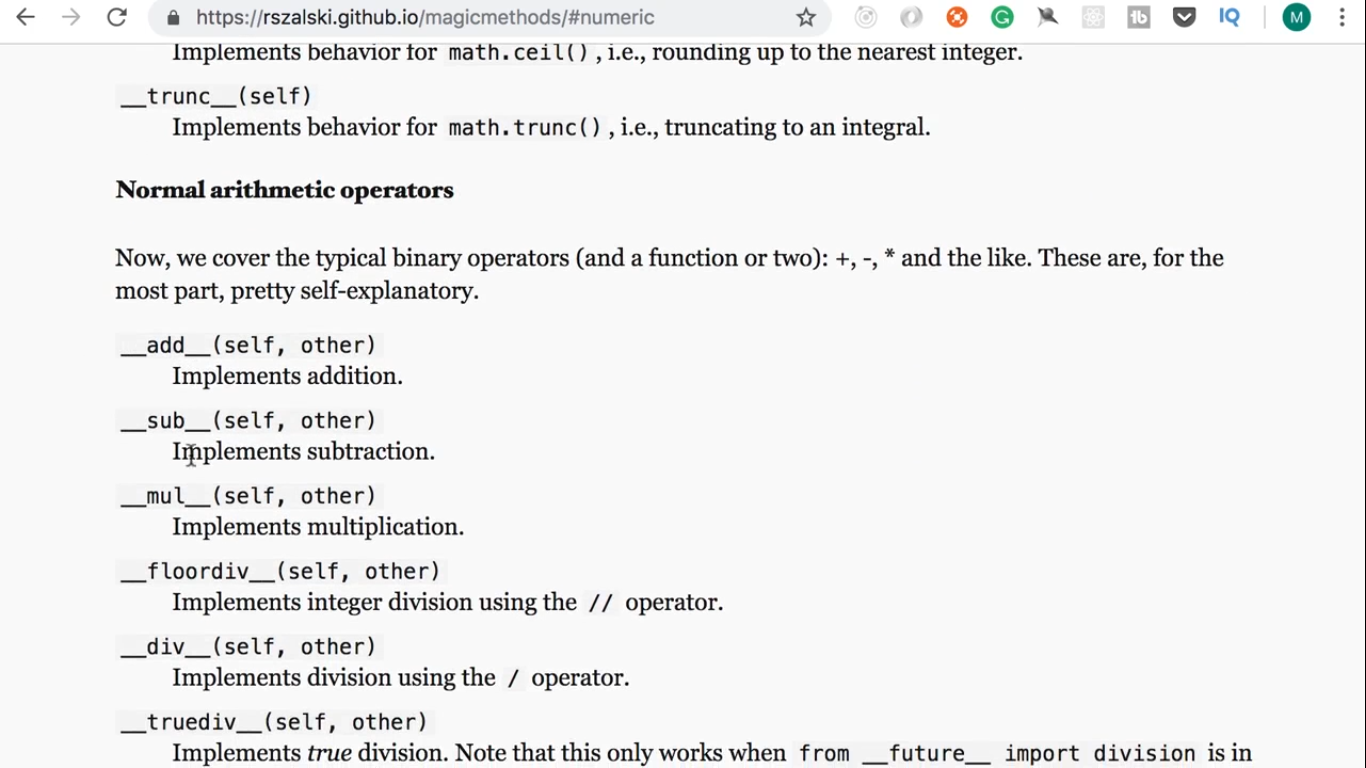 https://rszalski.github.io/magicmethods/#numeric
tb
IQ
M
Implements behavior for math.ceil(), i.e., rounding up to the nearest integer.
__trunc__(self)
Implements behavior for math.trunc(), i.e., truncating to an integral.
Normal arithmetic operators
Now, we cover the typical binary operators (and a function or two): +, -, * and the like. These are, for the
most part, pretty self-explanatory.
__add__(self, other)
Implements addition.
__sub__(self, other)
Implements subtraction.
__mul__(self, other)
Implements multiplication.
__floordiv__(self, other)
Implements integer division using the // operator.
__div__(self, other)
Implements division using the / operator.
__truediv__(self, other)
Implements true division. Note that this only works when from __future__ import division is in